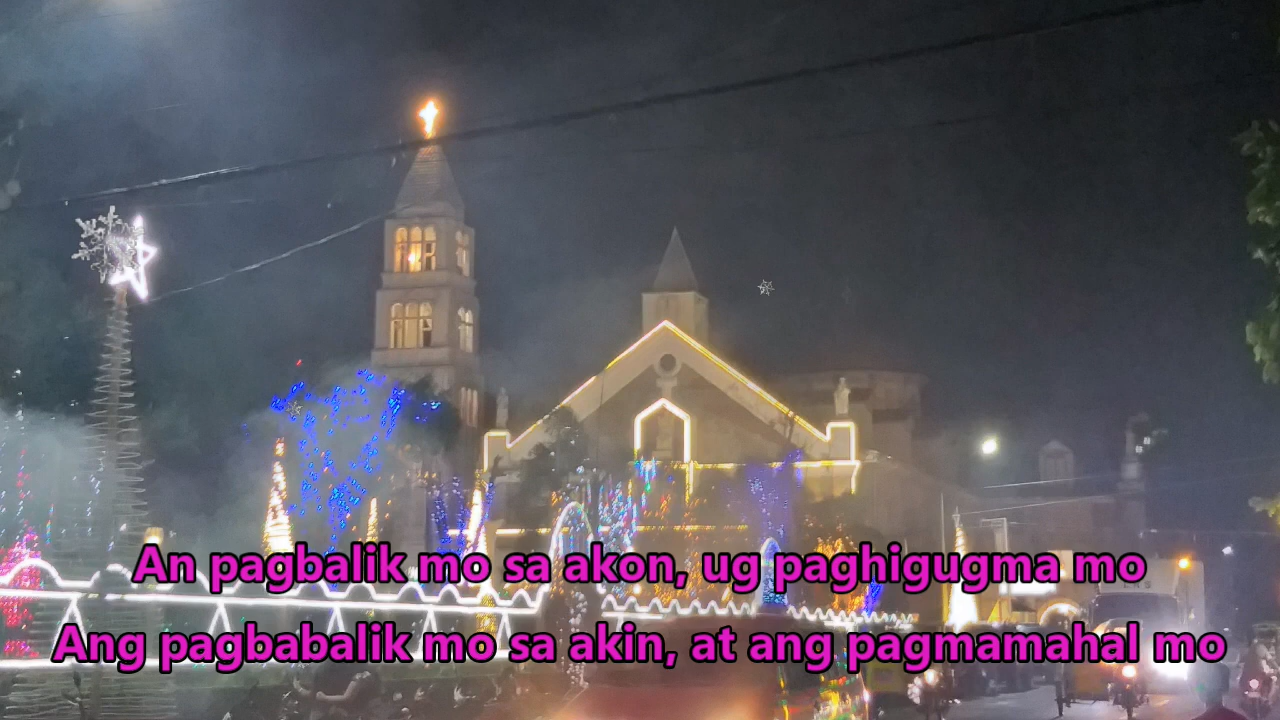 An pagbalik mo sa akon, ug paghigugma mo
Ang pagbabalik mo sa akin, at ang pagmamahal mo